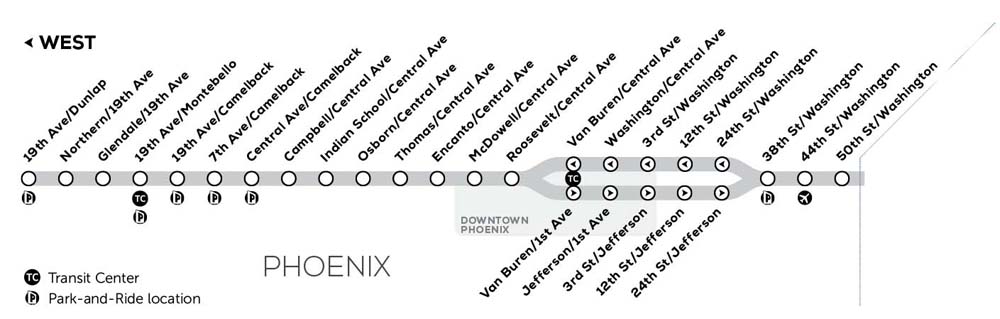 WEST
19th Ave/Dunlap
Northern/19th Ave
Glendale/19th Ave
19th Ave/Montebello
19th Ave/Camelback
7th Ave/Camelback
Central Ave/Camelback
Campbell/Central Ave
Indian School/Central Ave
Osborn/Central Ave
Thomas/Central Ave
Encanto/Central Ave
McDowell/Central Ave
Roosevelt/Central Ave
Van Buren/Central Ave
Washington/Central Ave
3rd St/Washington
12th St/Washington
24th St/Washington
38th St/Washington
44th St/Washington
50th St/Washington
TC
TC
DOWNTOWN
PHOENIX
Van Buren/1st Ave
Jefferson/1st Ave
3rd St/Jefferson
12th St/Jefferson
24th St/Jefferson
PHOENIX
TC Transit Center
Park-and-Ride location